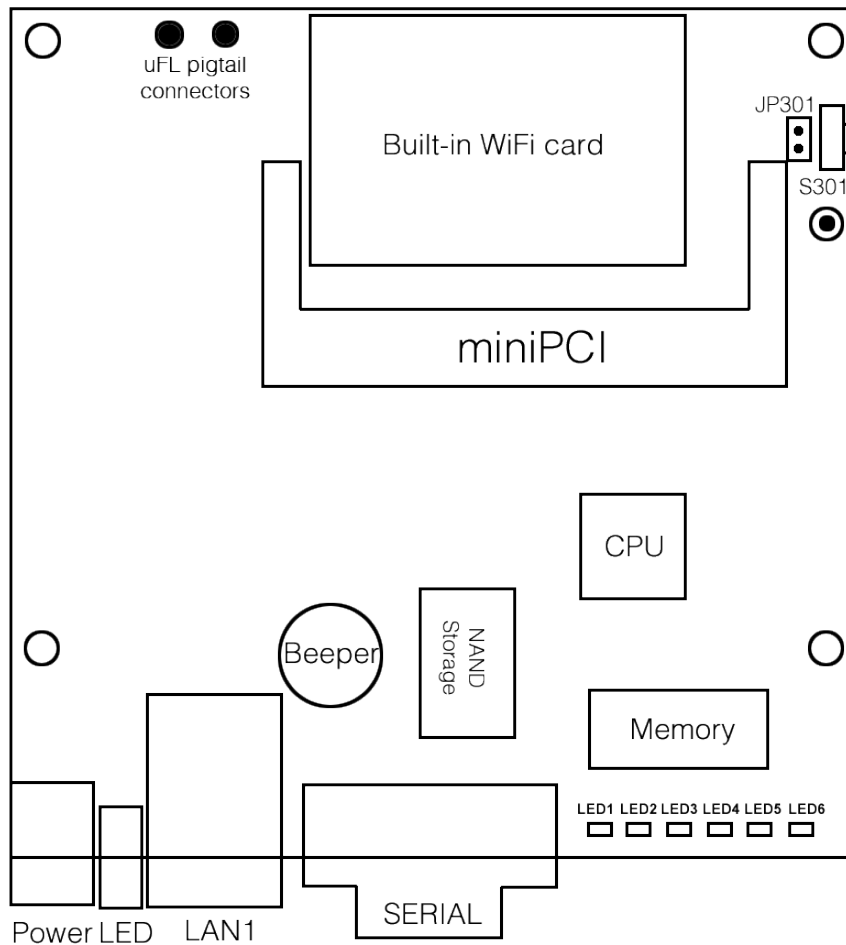 uFL pigtail
connectors
Built-in WiFi card
JP301
S301
miniPCI
CPU
Beeper
NAND
Storage
Memory
LED1 LED2 LED3 LED4 LED5 LED6
Power LED LAN1 SERIAL